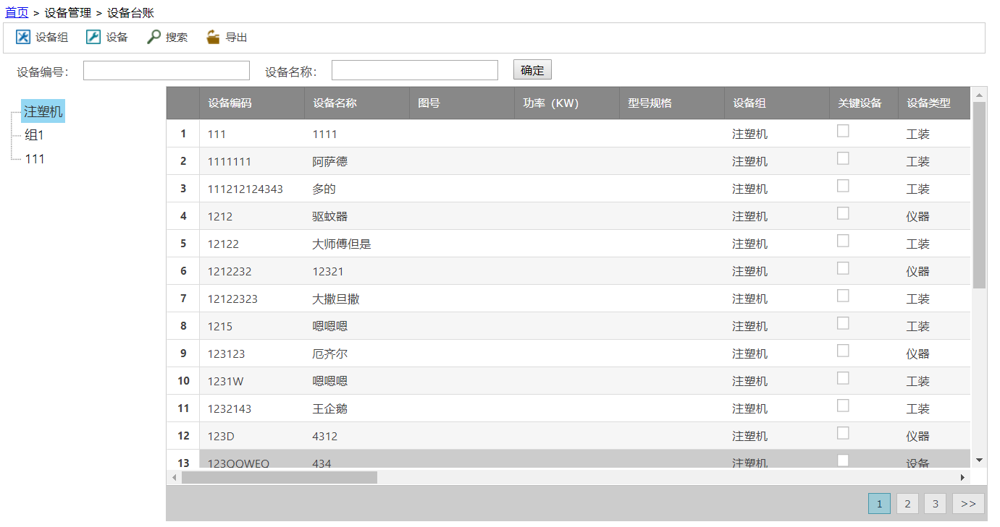 首页 > 设备管理 > 设备台账
设备组 设备 搜索 导出
设备编号: 设备名称: 确定
注塑机
组1
111
设备编码 设备名称 图号 功率（KW） 型号规格 设备组 关键设备 设备类型
1 111 1111 注塑机 工装
2 1111111 阿萨德 注塑机 工装
3 111212124343 多的 注塑机 工装
4 1212 驱蚊器 注塑机 仪器
5 12122 大师傅但是 注塑机 工装
6 1212232 12321 注塑机 仪器
7 12122323 大撒旦撒 注塑机 工装
8 1215 嗯嗯嗯 注塑机 工装
9 123123 厄齐尔 注塑机 仪器
10 1231W 嗯嗯嗯 注塑机 工装
11 1232143 王企鹅 注塑机 工装
12 123D 4312 注塑机 仪器
13 123QQWEQ 434 注塑机 设备
1 2 3 >>